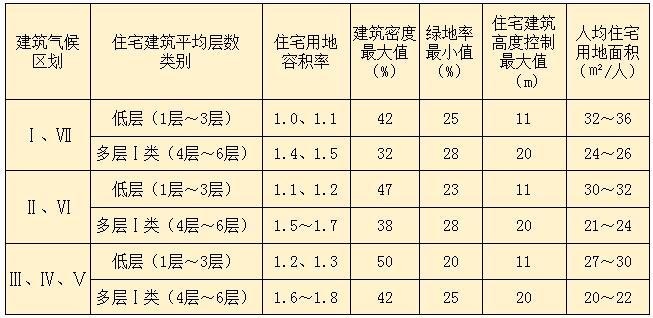 建筑气候区划 住宅建筑平均层数类别 住宅用地容积率 建筑密度最大值(%) 绿地率最小值(%) 住宅建筑高度控制最大值(m) 人均住宅用地面积(m²/人)
Ⅰ、Ⅶ 低层(1层~3层) 1.0、1.1 42 25 11 32~36
多层Ⅰ类(4层~6层) 1.4、1.5 32 28 20 24~26
Ⅱ、Ⅵ 低层(1层~3层) 1.1、1.2 47 23 11 30~32
多层Ⅰ类(4层~6层) 1.5~1.7 38 28 20 21~24
Ⅲ、Ⅳ、Ⅴ 低层(1层~3层) 1.2、1.3 50 20 11 27~30
多层Ⅰ类(4层~6层) 1.6~1.8 42 25 20 20~22